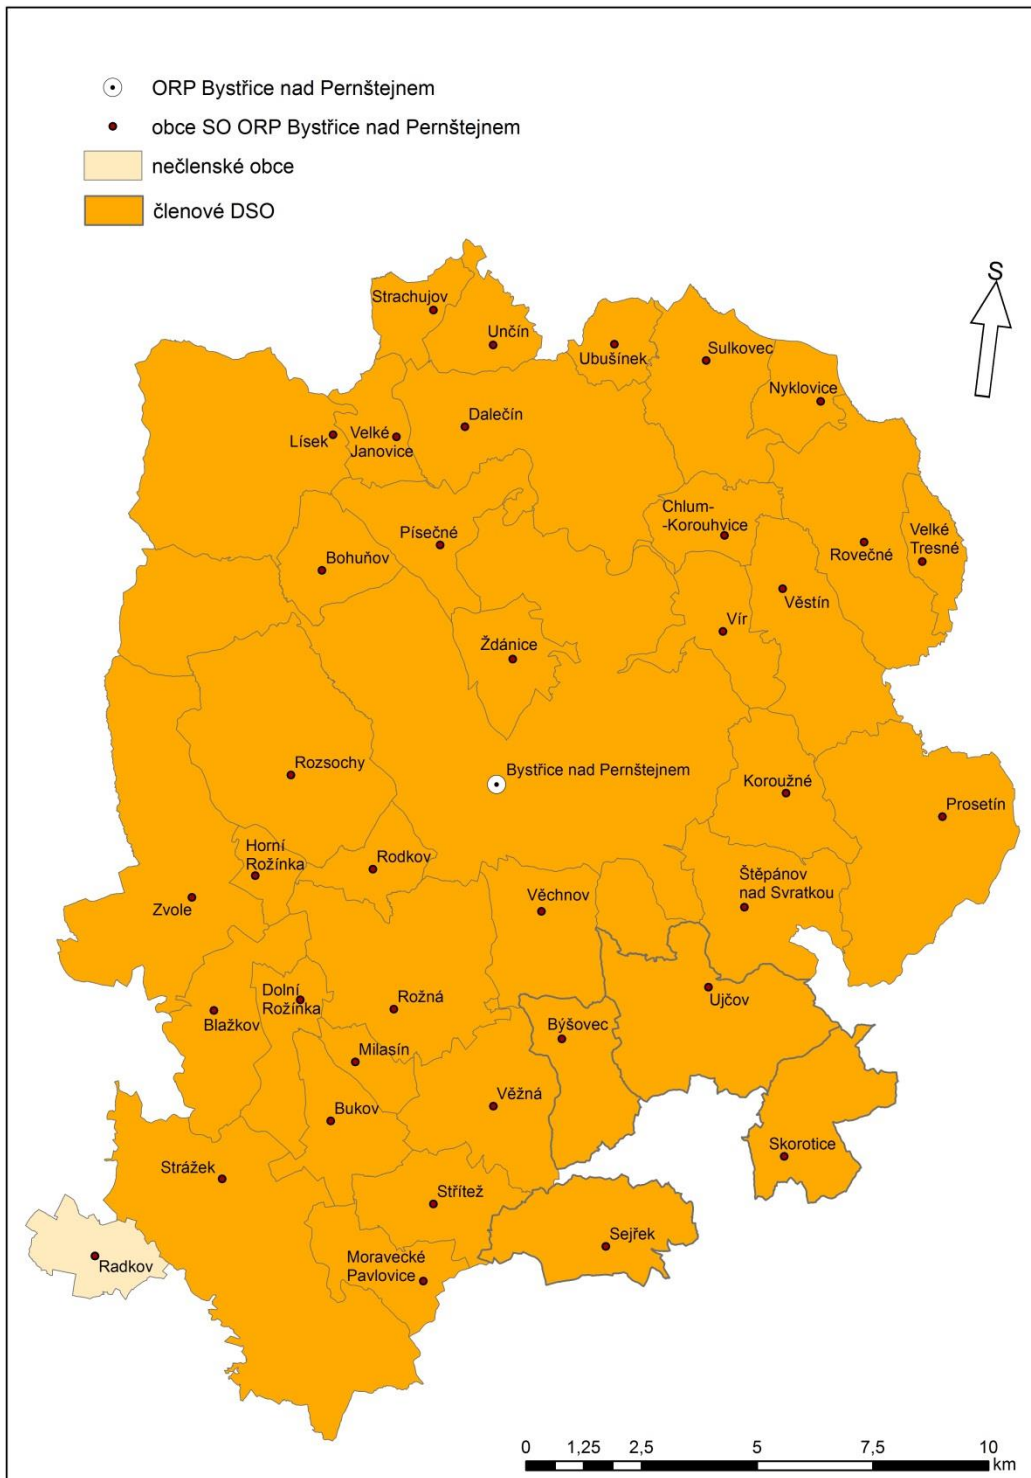 ORP Bystřice nad Pernštejnem
obce SO ORP Bystřice nad Pernštejnem
nečlenské obce
členové DSO
S
Strachujov
Unčín
Ubušínek
Sulkovec
Nyklovice
Dalečín
Lísek
Velké
Janovice
Chlum-
-Korouhvice
Písečné
Bohuňov
Rovečné
Velké
Tresné
Věstín
Vír
Ždánice
Rozsochy
Bystřice nad Pernštejnem
Koroužné
Prosetín
Horní
Rožínka
Rodkov
Štěpánov
nad Svratkou
Zvole
Věchnov
Ujčov
Dolní
Rožínka
Rožná
Blažkov
Býšovec
Milasín
Věžná
Bukov
Skorotice
Strážek
Střítež
Sejřek
Radkov
Moravecké
Pavlovice
0 1,25 2,5 5 7,5 10
km